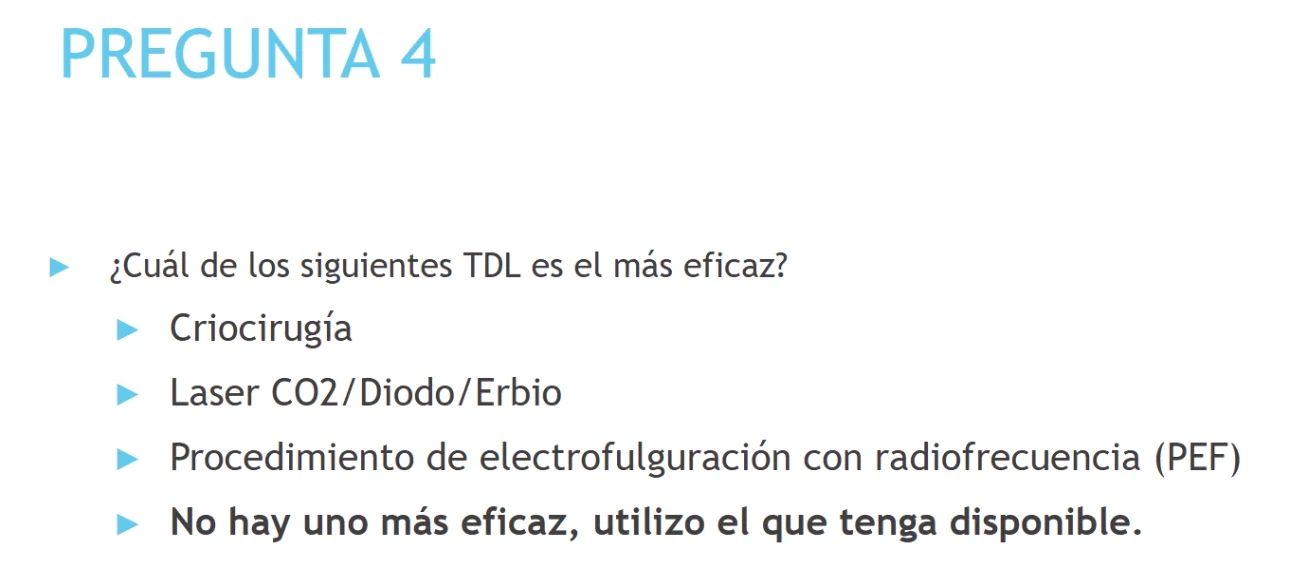 PREGUNTA 4
¿Cuál de los siguientes TDL es el más eficaz?
Criocirugía
Laser CO2/Diodo/Erbio
Procedimiento de electrofulguración con radiofrecuencia (PEF)
No hay uno más eficaz, utilizo el que tenga disponible.